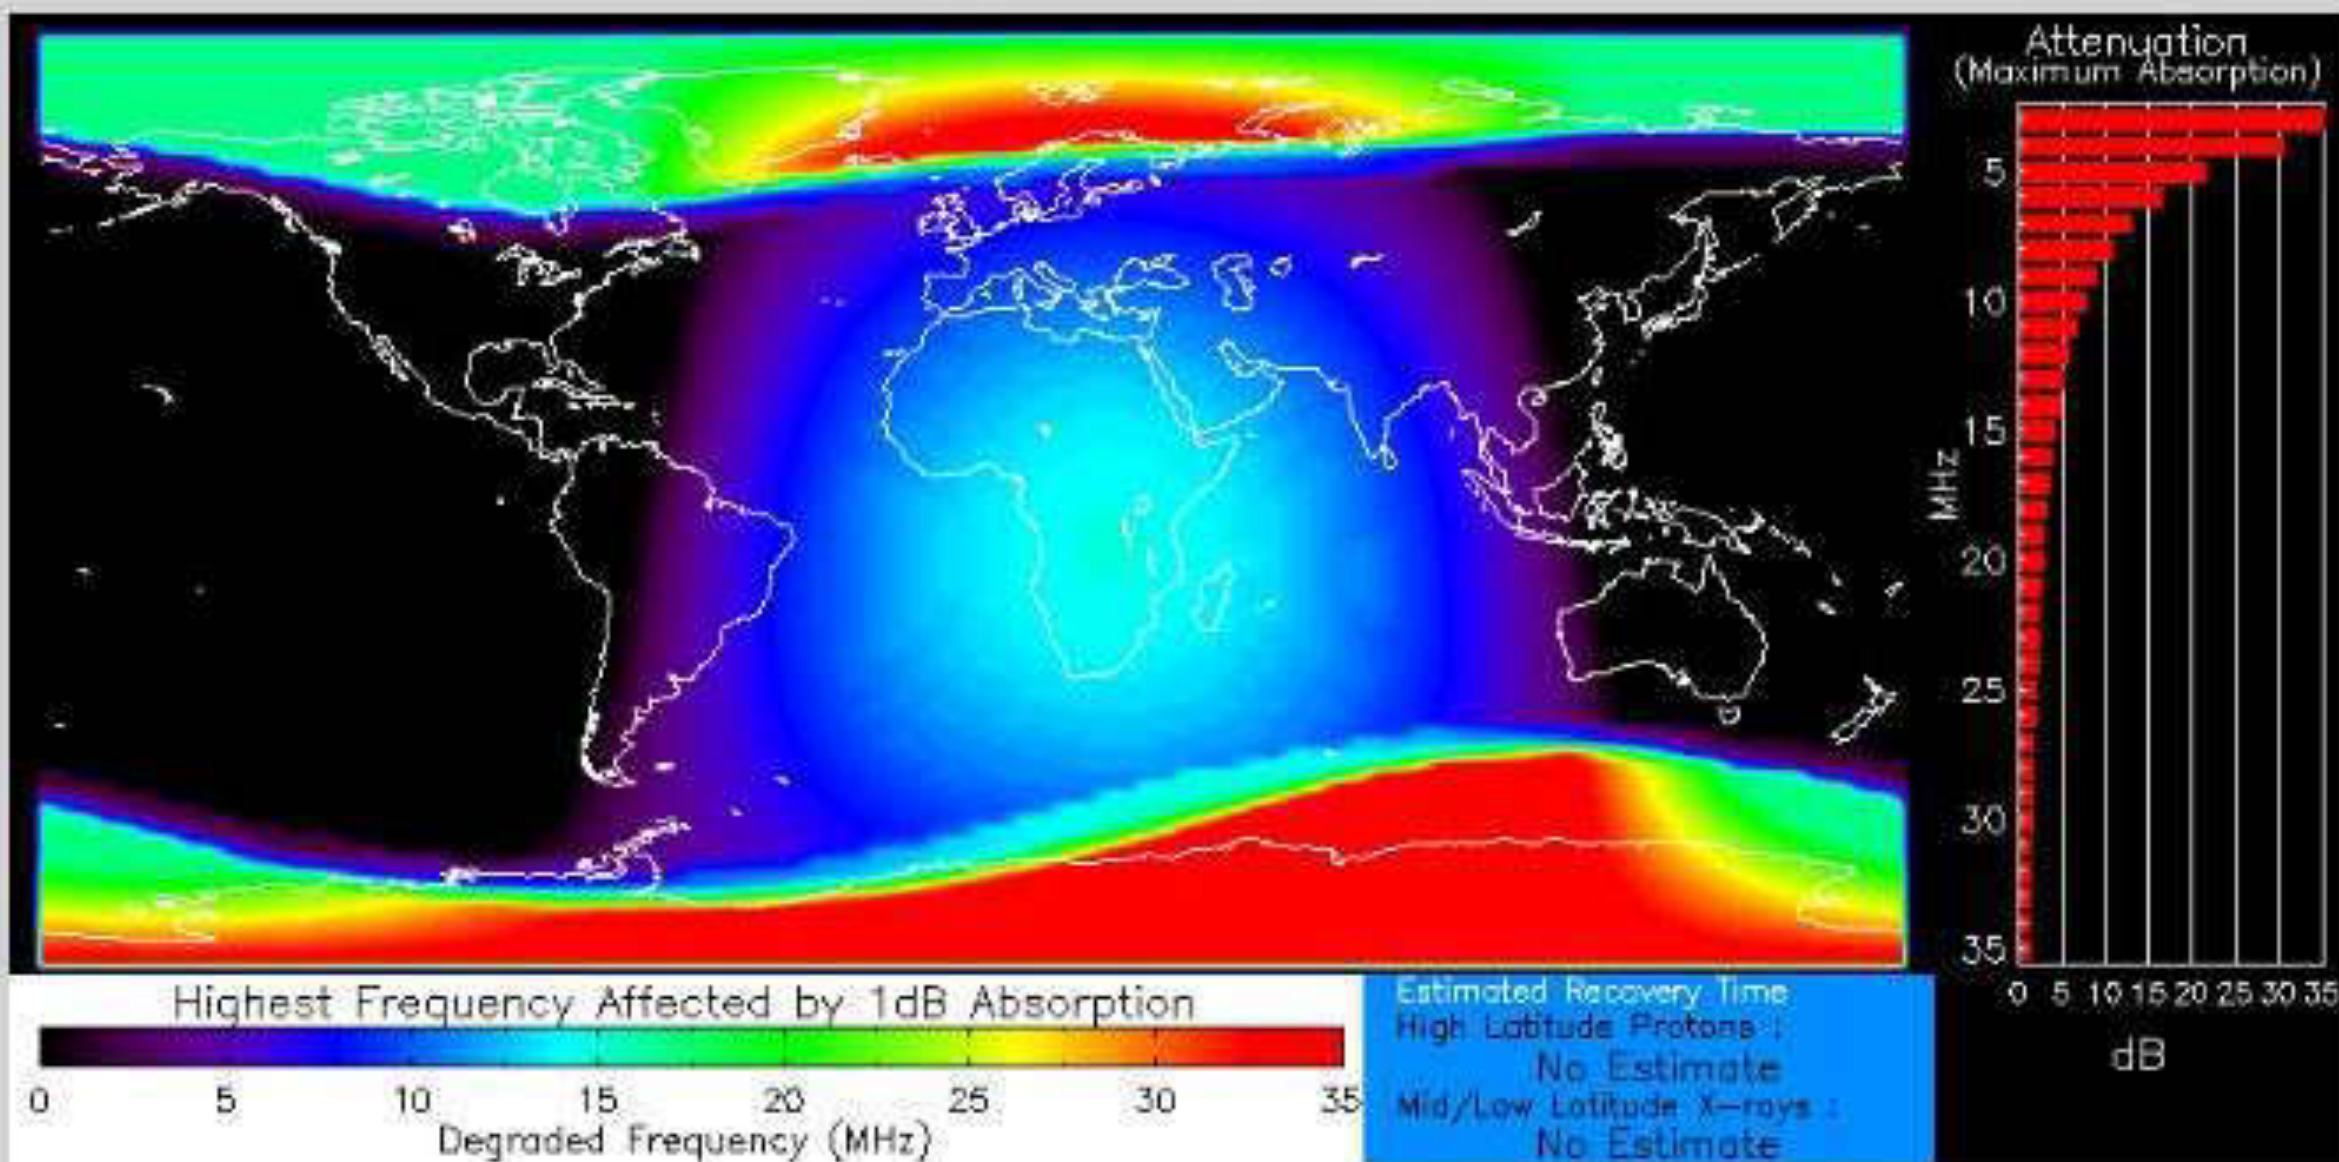 Attenuation
(Maximum Absorption)
5
10
15
20
25
30
35
MHz
0 5 10 15 20 25 30 35
dB
Highest Frequency Affected by 1dB Absorption
0 5 10 15 20 25 30 35
Degraded Frequency (MHz)
Estimated Recovery Time
High Latitude Protons :
No Estimate
Mid/Low Latitude X-rays :
No Estimate